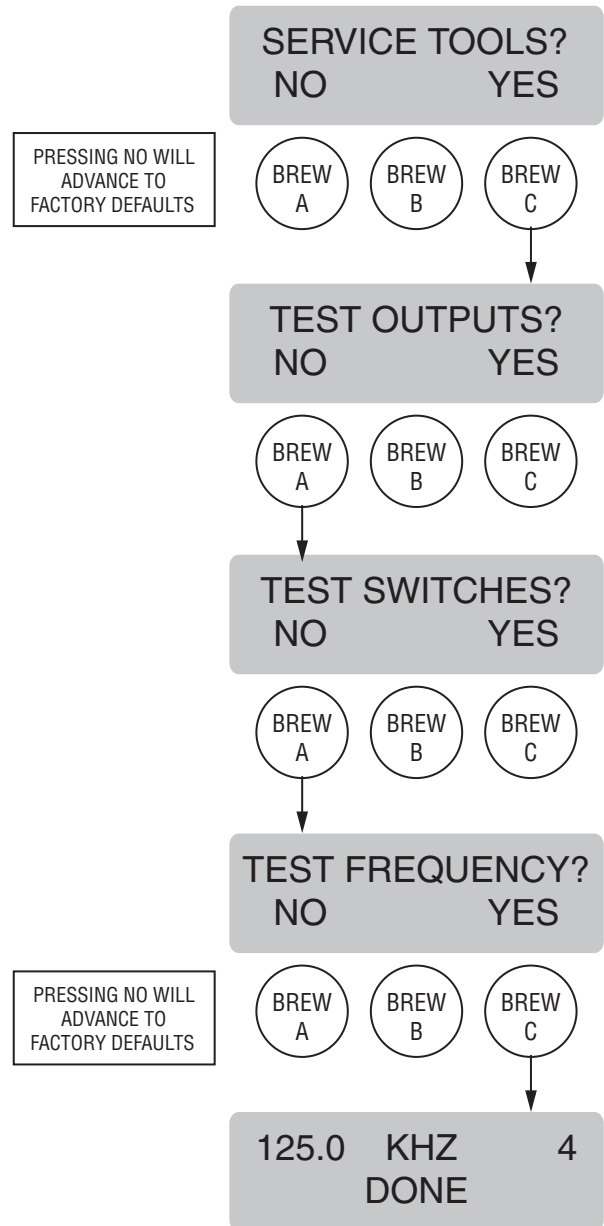 SERVICE TOOLS?
NO YES
PRESSING NO WILL
ADVANCE TO
FACTORY DEFAULTS
BREW
A
BREW
B
BREW
C
TEST OUTPUTS?
NO YES
BREW
A
BREW
B
BREW
C
TEST SWITCHES?
NO YES
BREW
A
BREW
B
BREW
C
TEST FREQUENCY?
NO YES
PRESSING NO WILL
ADVANCE TO
FACTORY DEFAULTS
BREW
A
BREW
B
BREW
C
125.0 KHZ 4
DONE